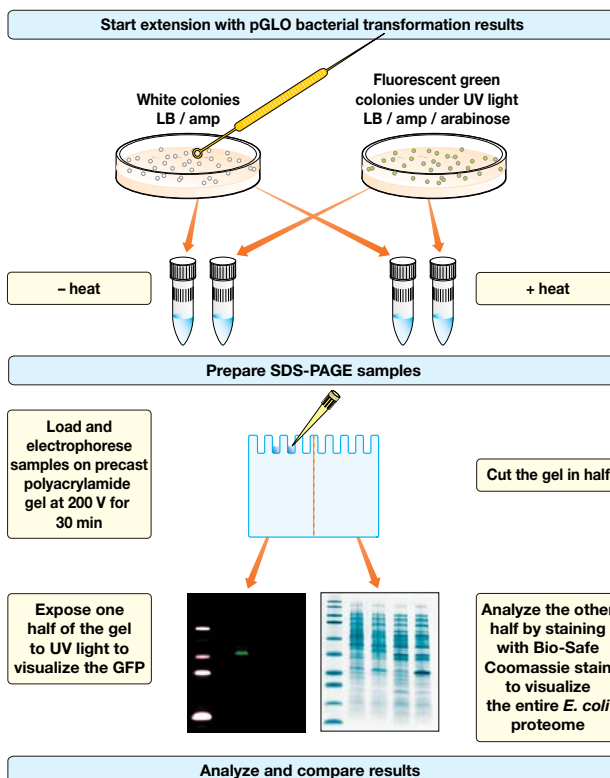 Start extension with pGLO bacterial transformation results
White colonies
LB / amp
Fluorescent green
colonies under UV light
LB / amp / arabinose
– heat
+ heat
Prepare SDS-PAGE samples
Load and
electrophorese
samples on precast
polyacrylamide
gel at 200 V for
30 min
Cut the gel in half
Expose one
half of the gel
to UV light to
visualize the GFP
Analyze the other
half by staining
with Bio-Safe
Coomassie stain
to visualize
the entire E. coli
proteome
Analyze and compare results